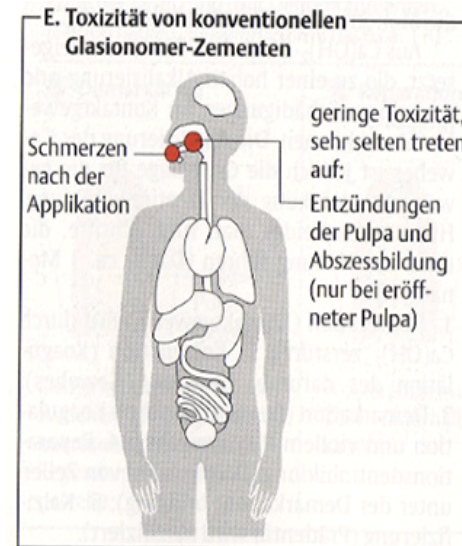 E. Toxizität von konventionellen
Glasionomer-Zementen
Schmerzen
nach der
Applikation
geringe Toxizität,
sehr selten treten
auf:
Entzündungen
der Pulpa und
Abszessbildung
(nur bei eröff-
neter Pulpa)